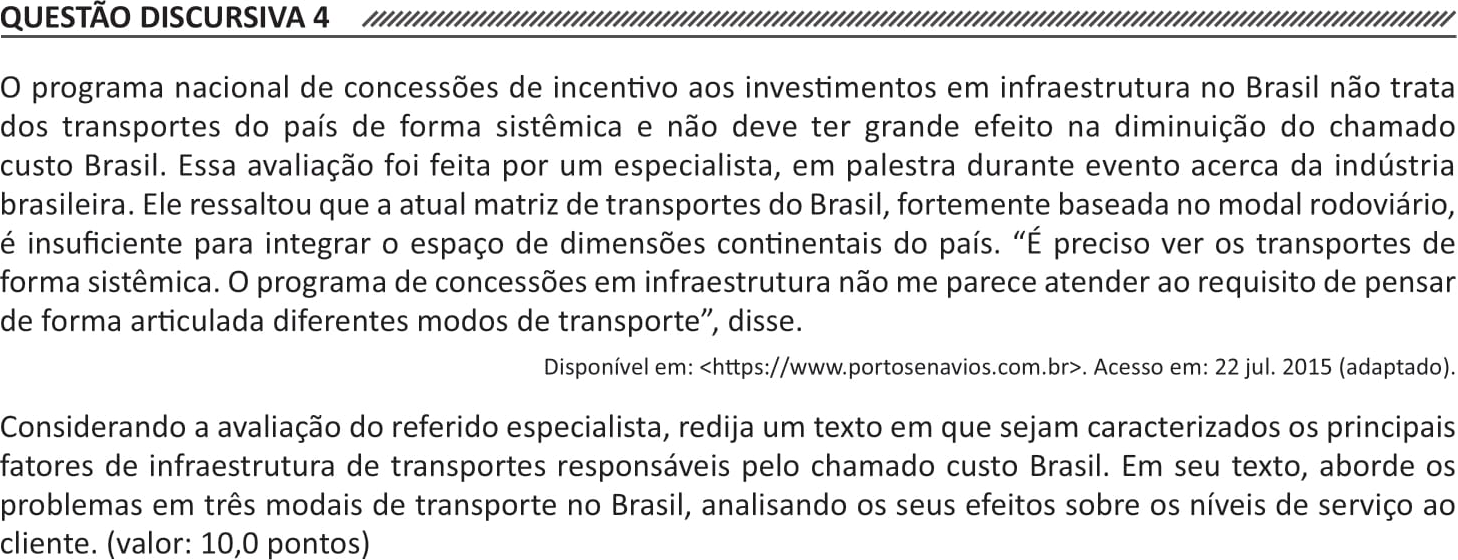 QUESTÃO DISCURSIVA 4
O programa nacional de concessões de incentivo aos investimentos em infraestrutura no Brasil não trata
dos transportes do país de forma sistêmica e não deve ter grande efeito na diminuição do chamado
custo Brasil. Essa avaliação foi feita por um especialista, em palestra durante evento acerca da indústria
brasileira. Ele ressaltou que a atual matriz de transportes do Brasil, fortemente baseada no modal rodoviário,
é insuficiente para integrar o espaço de dimensões continentais do país. “É preciso ver os transportes de
forma sistêmica. O programa de concessões em infraestrutura não me parece atender ao requisito de pensar
de forma articulada diferentes modos de transporte”, disse.
Disponível em: <https://www.portosenavios.com.br>. Acesso em: 22 jul. 2015 (adaptado).
Considerando a avaliação do referido especialista, redija um texto em que sejam caracterizados os principais
fatores de infraestrutura de transportes responsáveis pelo chamado custo Brasil. Em seu texto, aborde os
problemas em três modais de transporte no Brasil, analisando os seus efeitos sobre os níveis de serviço ao
cliente. (valor: 10,0 pontos)